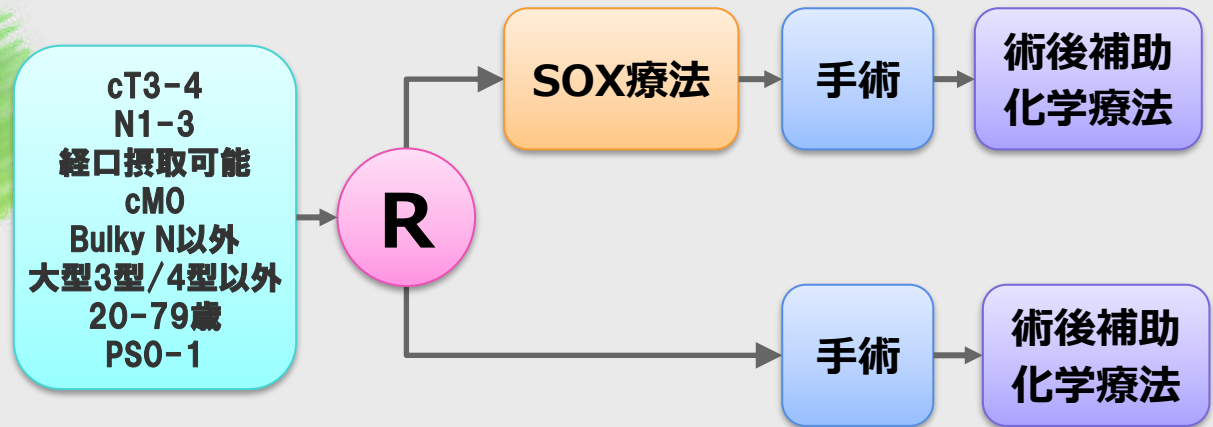 cT3-4
N1-3
経口摂取可能
cM0
Bulky N以外
大型3型/4型以外
20-79歳
PS0-1
R
SOX療法
手術
術後補助
化学療法
手術
術後補助
化学療法